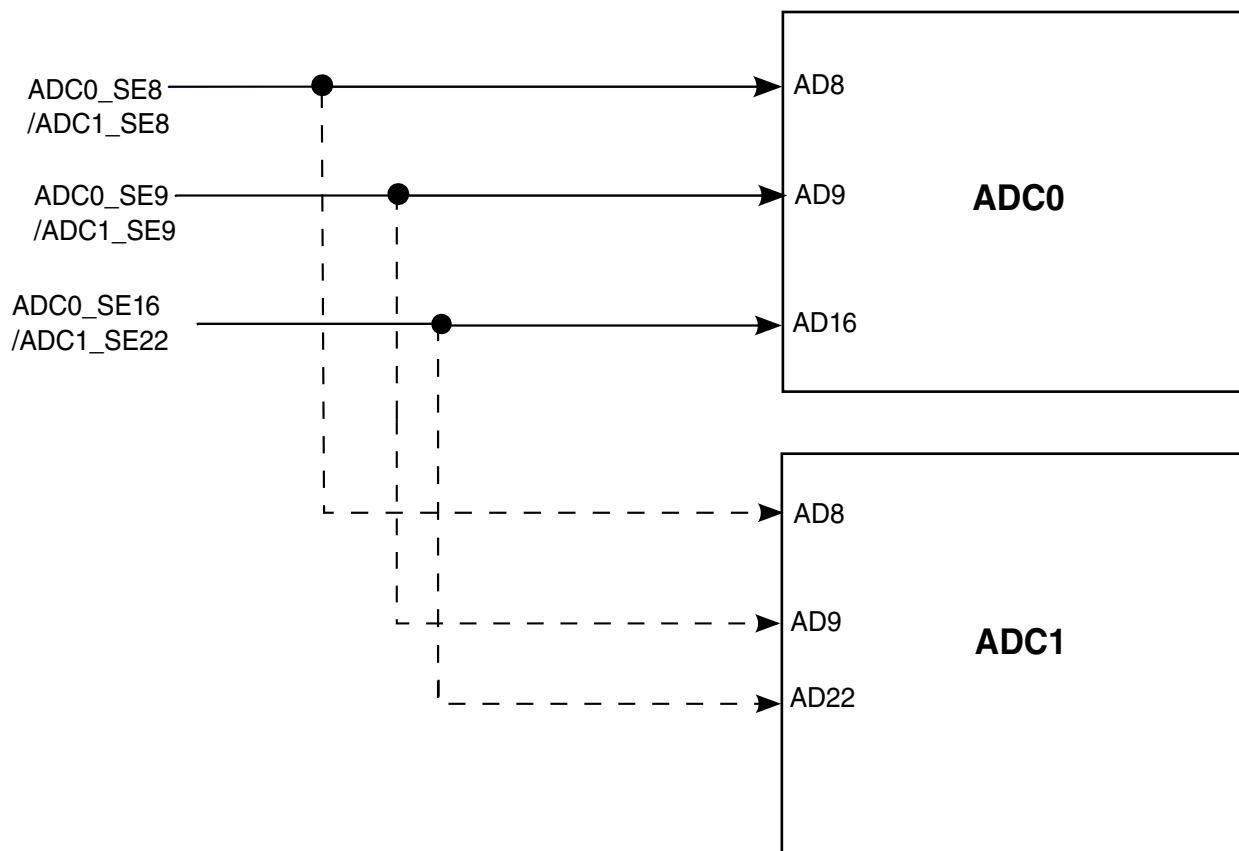 ADC0_SE8
/ADC1_SE8
AD8
ADC0_SE9
/ADC1_SE9
AD9
ADC0
ADC0_SE16
/ADC1_SE22
AD16
AD8
AD9
ADC1
AD22